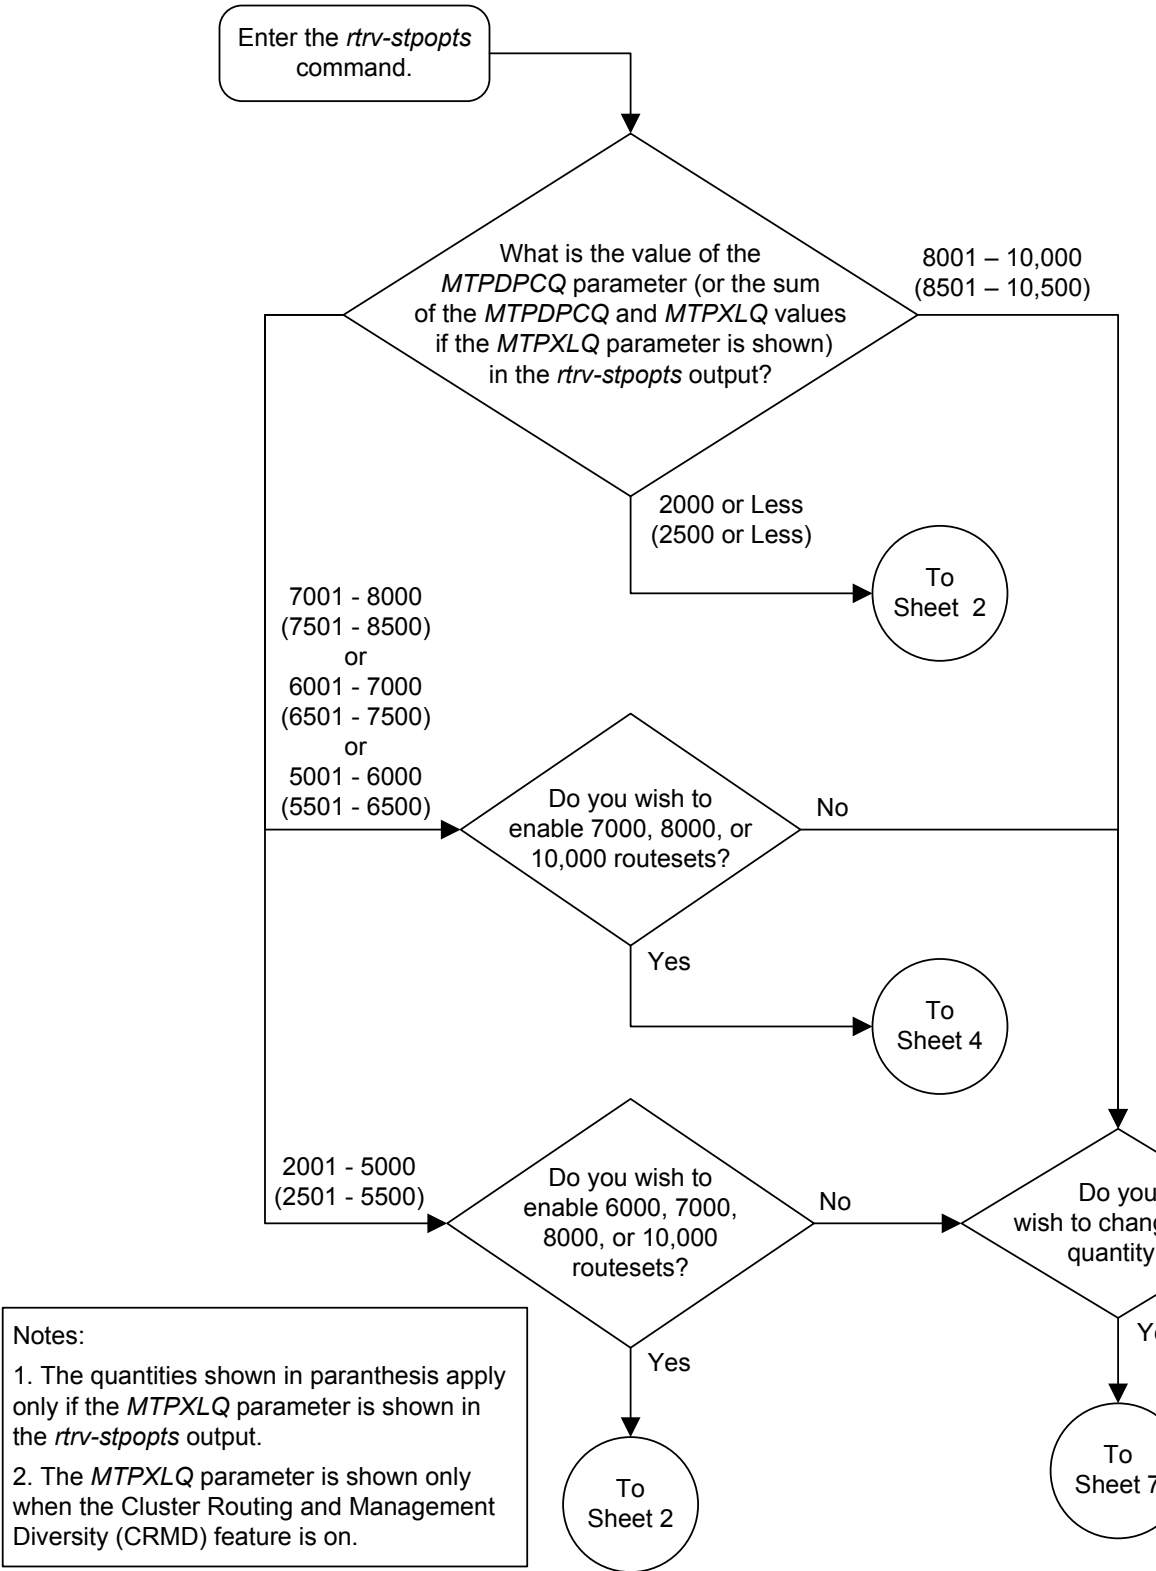 Enter the rtrv-stpopts
command.
What is the value of the
MTPDPCQ parameter (or the sum
of the MTPDPCQ and MTPXLQ values
if the MTPXLQ parameter is shown)
in the rtrv-stpopts output?
8001 – 10,000
(8501 – 10,500)
2000 or Less
(2500 or Less)
To
Sheet 2
7001 - 8000
(7501 - 8500)
or
6001 - 7000
(6501 - 7500)
or
5001 - 6000
(5501 - 6500)
Do you wish to
enable 7000, 8000, or
10,000 routesets?
No
Yes
To
Sheet 4
2001 - 5000
(2501 - 5500)
Do you wish to
enable 6000, 7000,
8000, or 10,000
routesets?
No
Yes
To
Sheet 2
Do you
wish to
quantity
To
Sheet 7
Notes:
1. The quantities shown in paranthesis apply
only if the MTPXLQ parameter is shown in
the rtrv-stpopts output.
2. The MTPXLQ parameter is shown only
when the Cluster Routing and Management
Diversity (CRMD) feature is on.